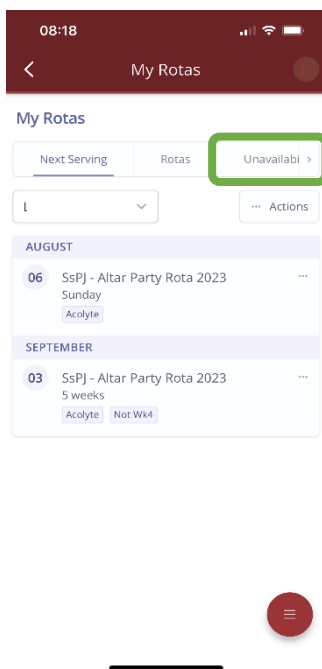 08:18
My Rotas
My Rotas
Next Serving Rotas Unavailabi
··· Actions
AUGUST
06 SsPJ - Altar Party Rota 2023 ···
Sunday
Acolyte
SEPTEMBER
03 SsPJ - Altar Party Rota 2023 ···
5 weeks
Acolyte Not Wk4